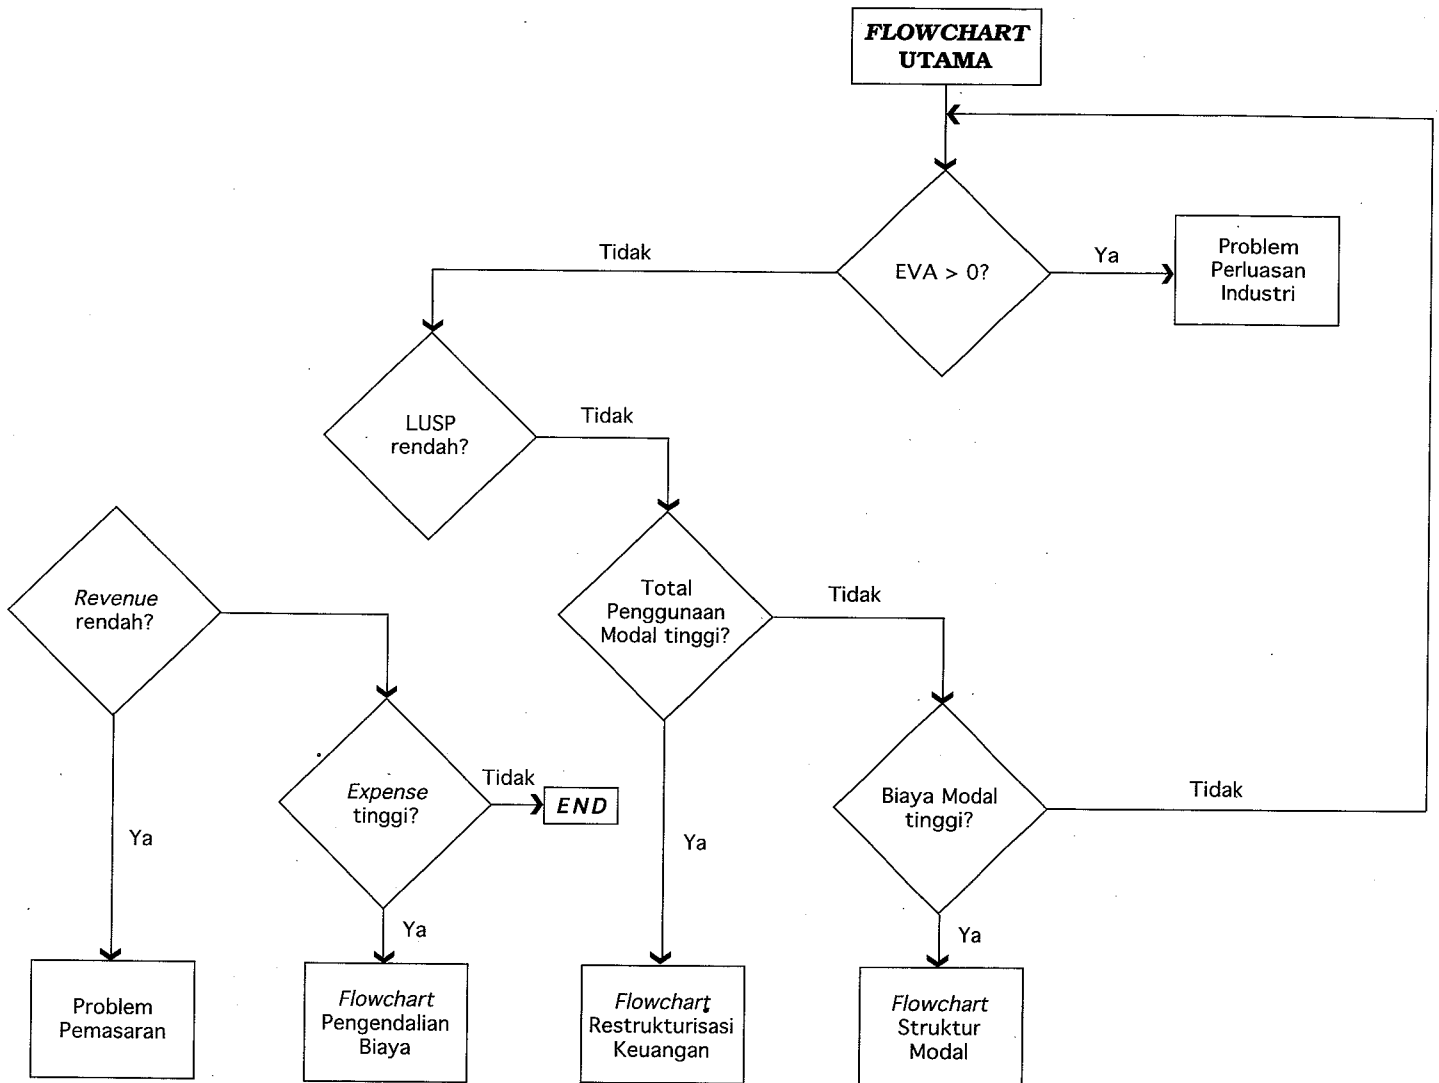 FLOWCHART
UTAMA
EVA > 0?
Ya
Problem
Perluasan
Industri
Tidak
LUSP
rendah?
Tidak
Revenue
rendah?
Ya
Problem
Pemasaran
Expense
tinggi?
Tidak
END
Ya
Flowchart
Pengendalian
Biaya
Total
Penggunaan
Modal tinggi?
Tidak
Ya
Flowchart
Restrukturisasi
Keuangan
Biaya Modal
tinggi?
Tidak
Ya
Flowchart
Struktur
Modal